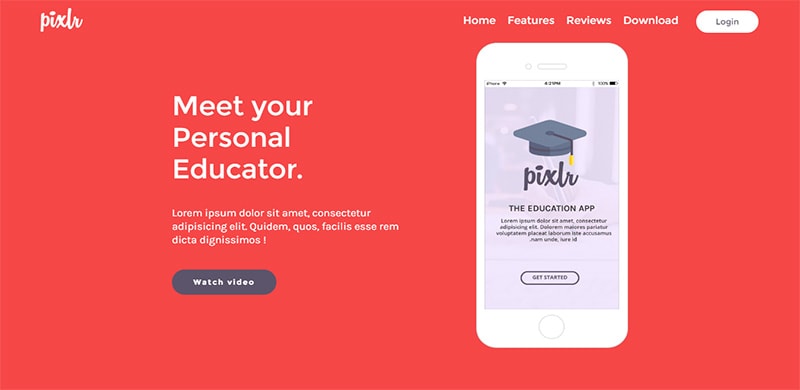 pixlr
Home Features Reviews Download Login
Meet your
Personal
Educator.
Lorem ipsum dolor sit amet, consectetur
adipisicing elit. Quidem, quos, facilis esse rem
dicta dignissimos !
Watch video
iPhone 4:21PM 100%
pixlr
THE EDUCATION APP
Lorem ipsum dolor sit amet, consectetur
adipisicing elit. Dolorem maiores pariatur
voluptatem placeat laborum iste accusamus
.nam unde, iure id
GET STARTED